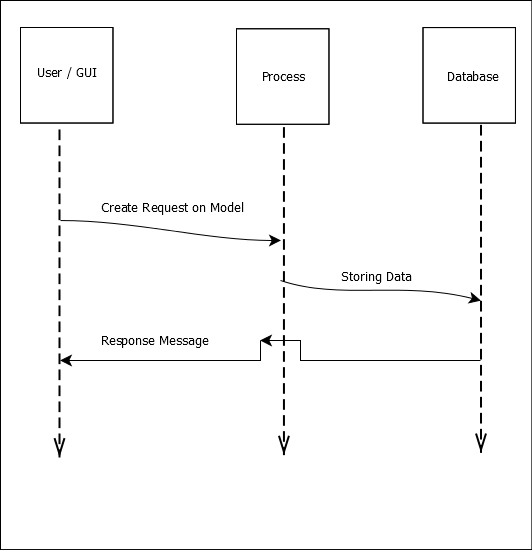 User / GUI
Process
Database
Create Request on Model
Storing Data
Response Message